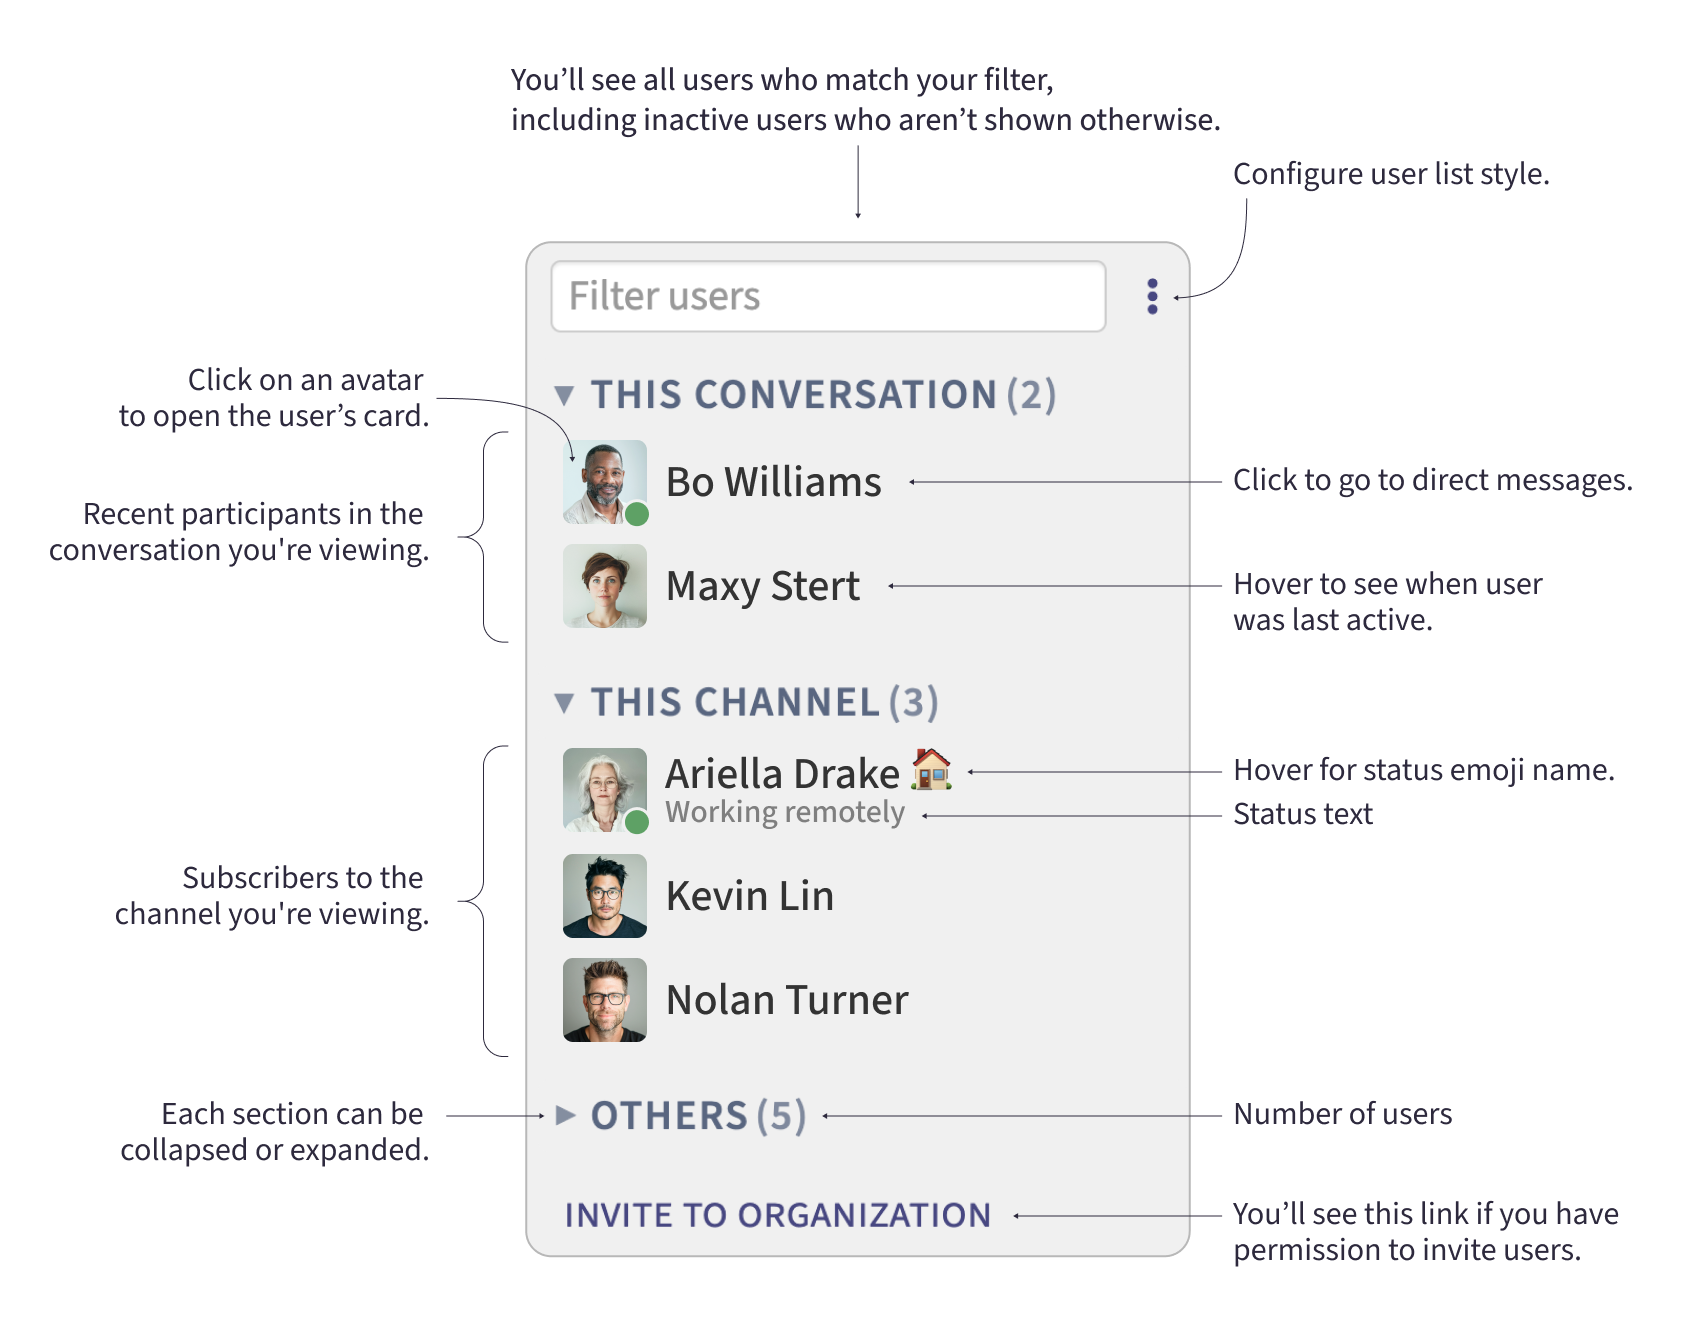 You’ll see all users who match your filter,
including inactive users who aren’t shown otherwise.
Configure user list style.
Filter users
Click on an avatar
to open the user’s card.
THIS CONVERSATION (2)
Recent participants in the
conversation you're viewing.
Bo Williams
Click to go to direct messages.
Maxy Stert
Hover to see when user
was last active.
THIS CHANNEL (3)
Ariella Drake
Hover for status emoji name.
Working remotely
Status text
Subscribers to the
channel you're viewing.
Kevin Lin
Nolan Turner
Each section can be
collapsed or expanded.
OTHERS (5)
Number of users
INVITE TO ORGANIZATION
You’ll see this link if you have
permission to invite users.